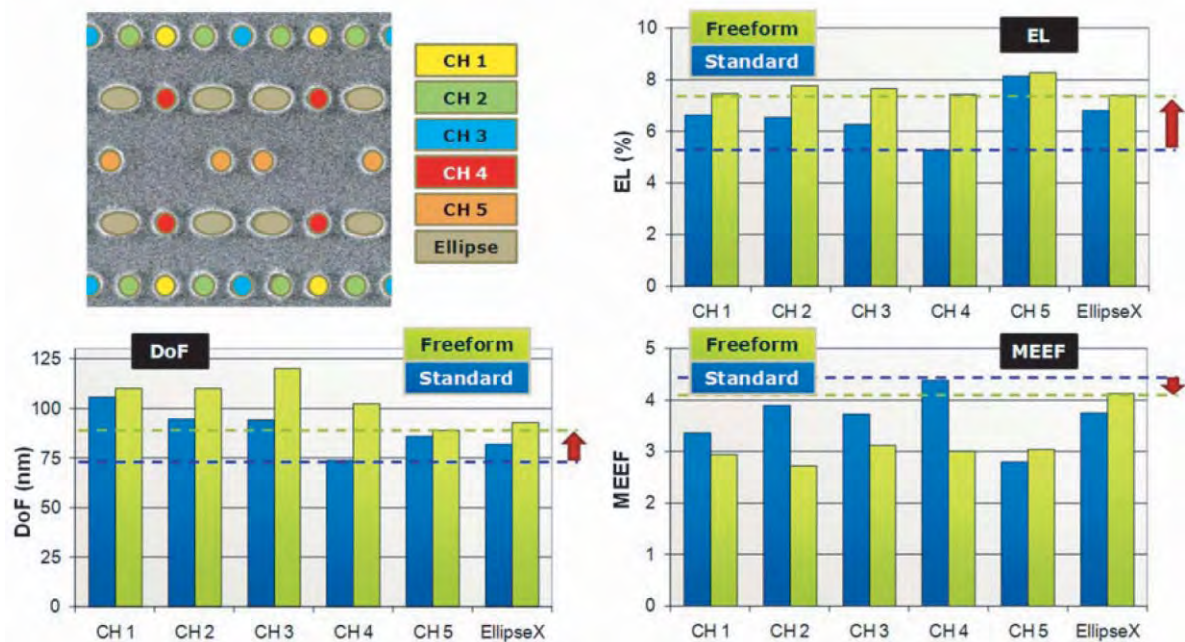 CH 1
CH 2
CH 3
CH 4
CH 5
Ellipse
Freeform
Standard
EL
EL (%)
10
8
6
4
2
0
CH 1 CH 2 CH 3 CH 4 CH 5 EllipseX
DoF
Freeform
Standard
DoF (nm)
125
100
75
50
25
0
CH 1 CH 2 CH 3 CH 4 CH 5 EllipseX
Freeform
Standard
MEEF
MEEF
5
4
3
2
1
0
CH 1 CH 2 CH 3 CH 4 CH 5 EllipseX